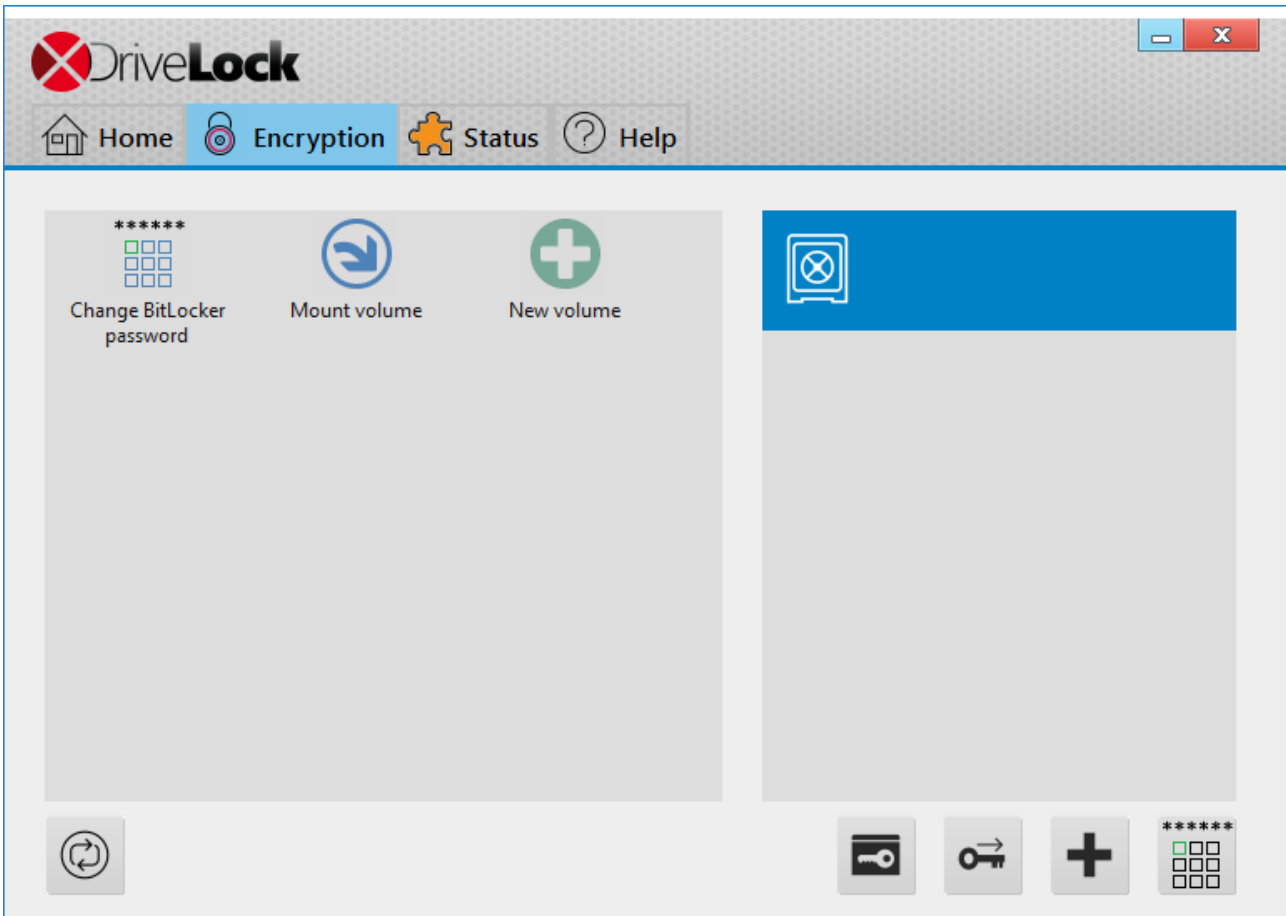 DriveLock
Home Encryption Status Help
******
Change BitLocker
password
Mount volume
New volume
******